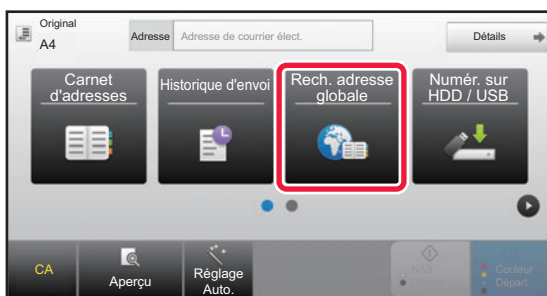 Original
A4
Adresse
Adresse de courrier élect.
Détails
Carnet
d'adresses
Historique d'envoi
Rech. adresse
globale
Numér. sur
HDD / USB
CA
Aperçu
Réglage
Auto.
N&B
Départ
Couleur
Départ